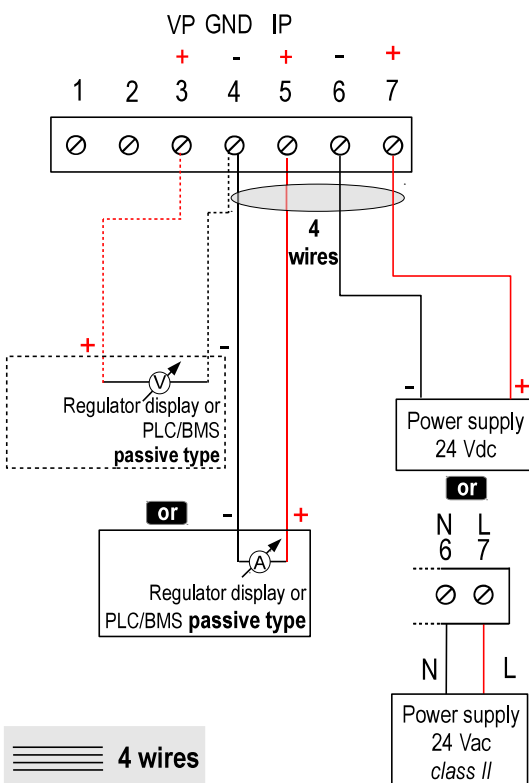 VP GND IP
+ - + - +
1 2 3 4 5 6 7
4
wires
+ -
V
Regulator display or
PLC/BMS
passive type
- +
Power supply
24 Vdc
or
or
- +
A
Regulator display or
PLC/BMS passive type
N L
6 7
N L
Power supply
24 Vac
class II
4 wires